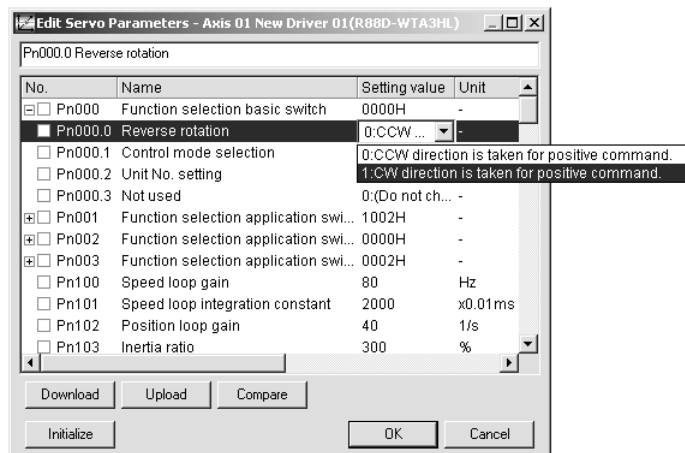 Edit Servo Parameters - Axis 01 New Driver 01(R88D-WTA3HL)
Pn000.0 Reverse rotation
No. Name Setting value Unit
Pn000 Function selection basic switch 0000H -
Pn000.0 Reverse rotation 0:CCW ... -
Pn000.1 Control mode selection 0:CCW direction is taken for positive command.
Pn000.2 Unit No. setting 1:CW direction is taken for positive command.
Pn000.3 Not used 0:(Do not ch... -
Pn001 Function selection application swi... 1002H -
Pn002 Function selection application swi... 0000H -
Pn003 Function selection application swi... 0002H -
Pn100 Speed loop gain 80 Hz
Pn101 Speed loop integration constant 2000 x0.01ms
Pn102 Position loop gain 40 1/s
Pn103 Inertia ratio 300 %
Download Upload Compare
Initialize OK Cancel